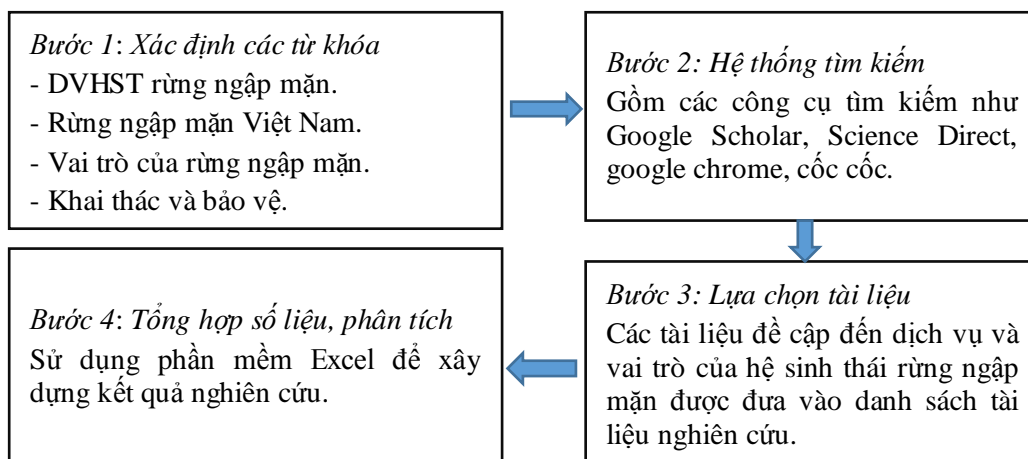 Bước 1: Xác định các từ khóa
- DVHST rừng ngập mặn.
- Rừng ngập mặn Việt Nam.
- Vai trò của rừng ngập mặn.
- Khai thác và bảo vệ.
Bước 2: Hệ thống tìm kiếm
Gồm các công cụ tìm kiếm như
Google Scholar, Science Direct,
google chrome, cốc cốc.
Bước 3: Lựa chọn tài liệu
Các tài liệu đề cập đến dịch vụ và
vai trò của hệ sinh thái rừng ngập
mặn được đưa vào danh sách tài
liệu nghiên cứu.
Bước 4: Tổng hợp số liệu, phân tích
Sử dụng phần mềm Excel để xây
dựng kết quả nghiên cứu.